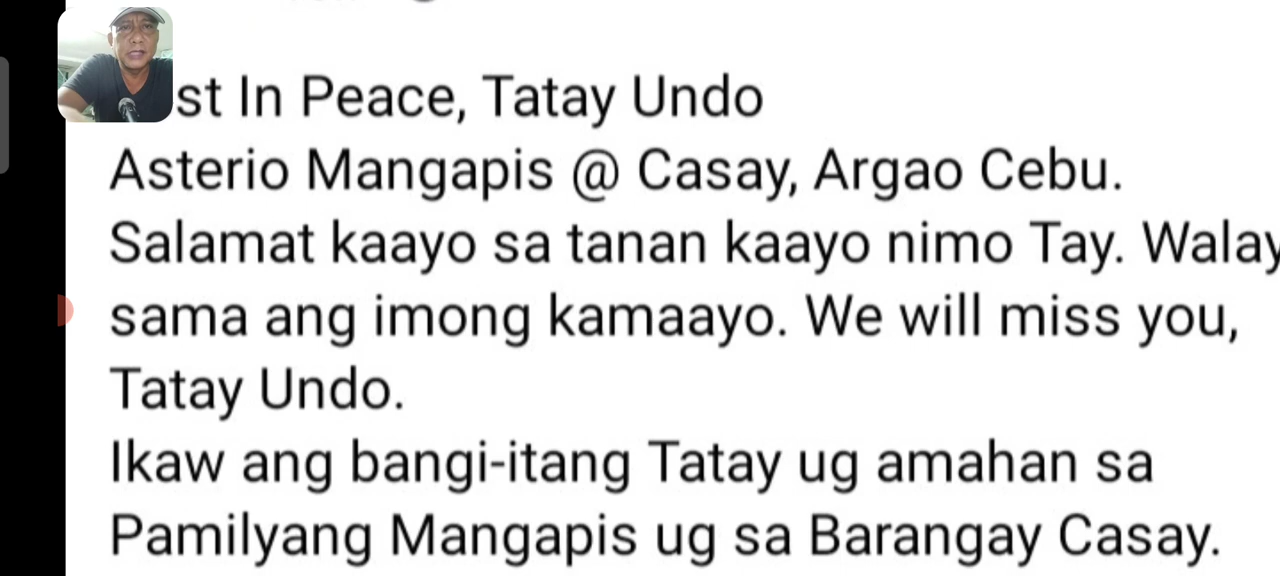 st In Peace, Tatay Undo
Asterio Mangapis @ Casay, Argao Cebu.
Salamat kaayo sa tanan kaayo nimo Tay. Walay
sama ang imong kamaayo. We will miss you,
Tatay Undo.
Ikaw ang bangi-itang Tatay ug amahan sa
Pamilyang Mangapis ug sa Barangay Casay.